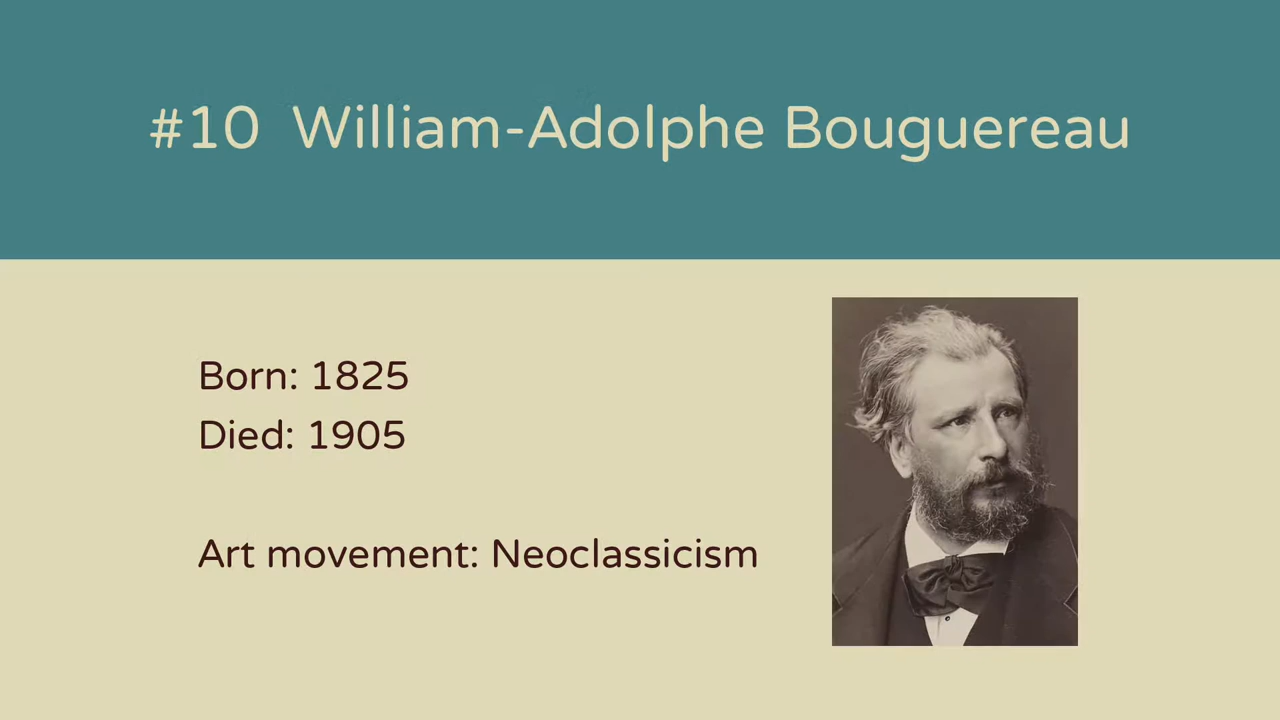 #10 William-Adolphe Bouguereau
Born: 1825
Died: 1905
Art movement: Neoclassicism